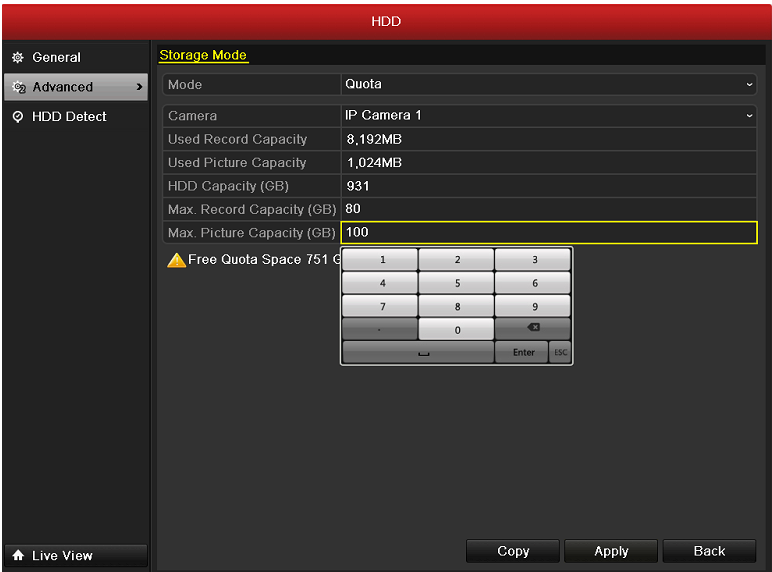 HDD
General
Advanced
HDD Detect
Live View
Storage Mode
Mode Quota
Camera IP Camera 1
Used Record Capacity 8,192MB
Used Picture Capacity 1,024MB
HDD Capacity (GB) 931
Max. Record Capacity (GB) 80
Max. Picture Capacity (GB) 100
Free Quota Space 751 G
1 2 3
4 5 6
7 8 9
. 0
Enter ESC
Copy Apply Back